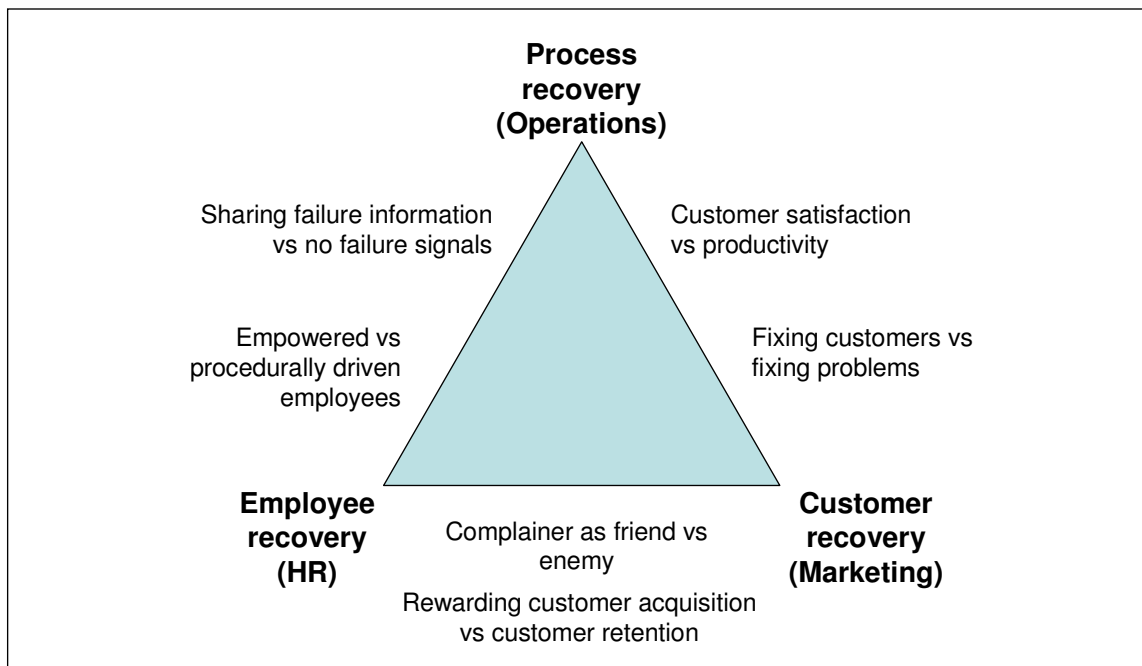 Process
recovery
(Operations)
Sharing failure information
vs no failure signals
Customer satisfaction
vs productivity
Empowered vs
procedurally driven
employees
Fixing customers vs
fixing problems
Employee
recovery
(HR)
Complainer as friend vs
enemy
Customer
recovery
(Marketing)
Rewarding customer acquisition
vs customer retention